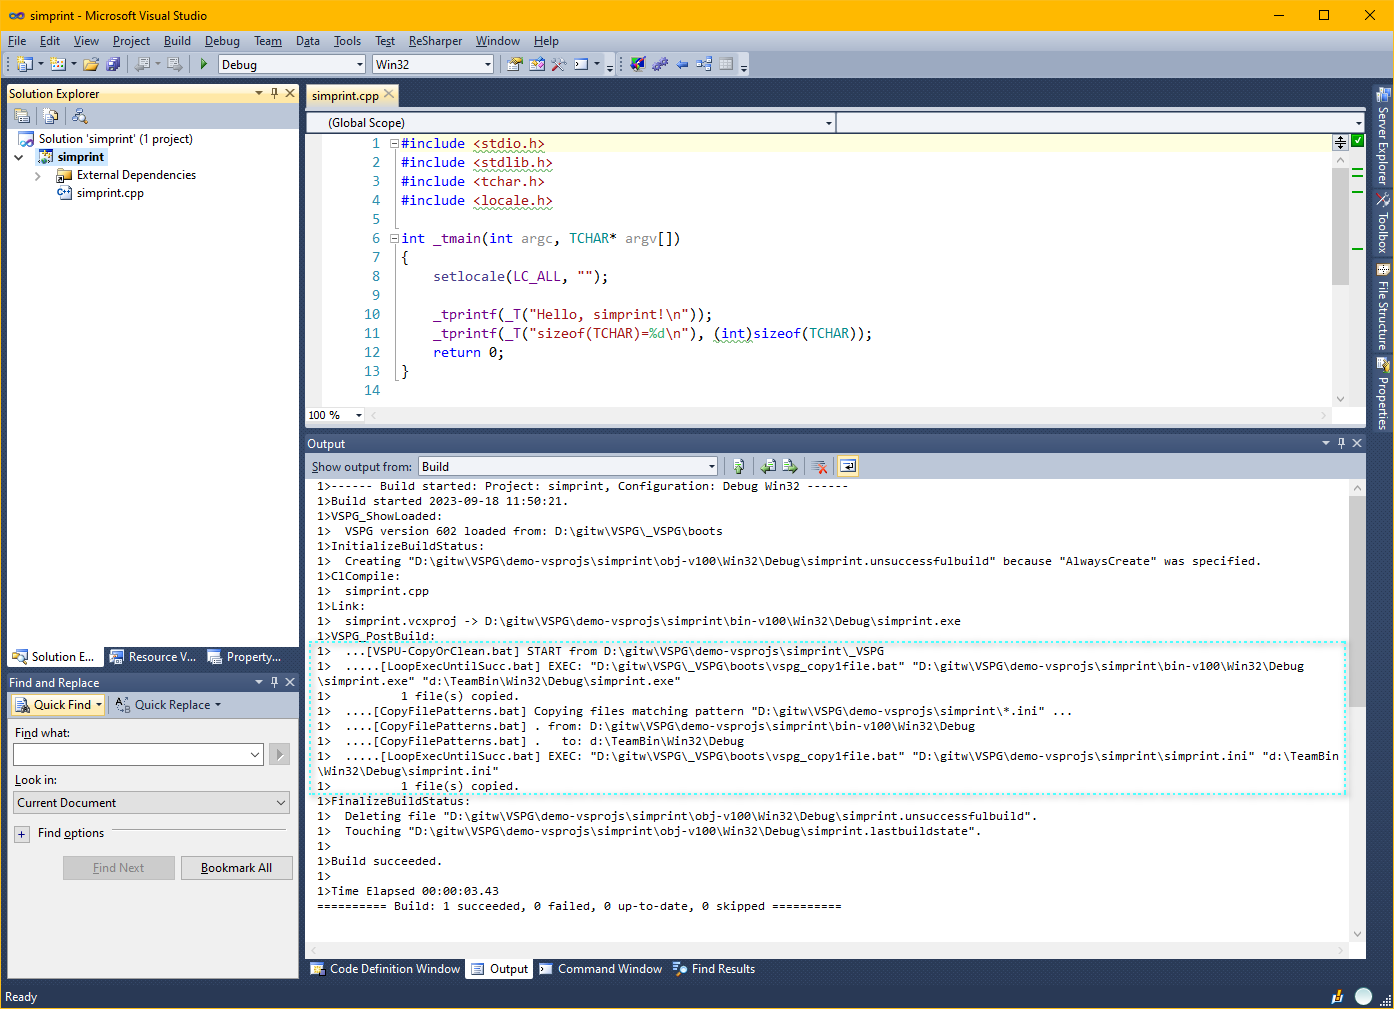 simprint - Microsoft Visual Studio
File Edit View Project Build Debug Team Data Tools Test ReSharper Window Help
Debug Win32
Solution Explorer
Solution 'simprint' (1 project)
simprint
External Dependencies
simprint.cpp
Solution E... Resource V... Property...
Find and Replace
Quick Find Quick Replace
Find what:
Look in:
Current Document
+ Find options
Find Next Bookmark All
simprint.cpp
(Global Scope)
1 #include <stdio.h>
2 #include <stdlib.h>
3 #include <tchar.h>
4 #include <locale.h>
5
6 int _tmain(int argc, TCHAR* argv[])
7 {
8 setlocale(LC_ALL, "");
9
10 _tprintf(_T("Hello, simprint!\n"));
11 _tprintf(_T("sizeof(TCHAR)=%d\n"), (int)sizeof(TCHAR));
12 return 0;
13 }
14
100 %
Output
Show output from: Build
1>------ Build started: Project: simprint, Configuration: Debug Win32 ------
1>Build started 2023-09-18 11:50:21.
1>VSPG_ShowLoaded:
1>  VSPG version 602 loaded from: D:\gitw\VSPG\_VSPG\boots
1>InitializeBuildStatus:
1>  Creating "D:\gitw\VSPG\demo-vsprojs\simprint\obj-v100\Win32\Debug\simprint.unsuccessfulbuild" because "AlwaysCreate" was specified.
1>ClCompile:
1>  simprint.cpp
1>Link:
1>  simprint.vcxproj -> D:\gitw\VSPG\demo-vsprojs\simprint\bin-v100\Win32\Debug\simprint.exe
1>VSPG_PostBuild:
1>  ...[VSPU-CopyOrClean.bat] START from D:\gitw\VSPG\demo-vsprojs\simprint\_VSPG
1>  .....[LoopExecUntilSucc.bat] EXEC: "D:\gitw\VSPG\_VSPG\boots\vspg_copy1file.bat" "D:\gitw\VSPG\demo-vsprojs\simprint\bin-v100\Win32\Debug
\simprint.exe" "d:\TeamBin\Win32\Debug\simprint.exe"
1>          1 file(s) copied.
1>  ....[CopyFilePatterns.bat] Copying files matching pattern "D:\gitw\VSPG\demo-vsprojs\simprint\*.ini" ...
1>  ....[CopyFilePatterns.bat] . from: D:\gitw\VSPG\demo-vsprojs\simprint\bin-v100\Win32\Debug
1>  ....[CopyFilePatterns.bat] .   to: d:\TeamBin\Win32\Debug
1>  .....[LoopExecUntilSucc.bat] EXEC: "D:\gitw\VSPG\_VSPG\boots\vspg_copy1file.bat" "D:\gitw\VSPG\demo-vsprojs\simprint\simprint.ini" "d:\TeamBin
\Win32\Debug\simprint.ini"
1>          1 file(s) copied.
1>FinalizeBuildStatus:
1>  Deleting file "D:\gitw\VSPG\demo-vsprojs\simprint\obj-v100\Win32\Debug\simprint.unsuccessfulbuild".
1>  Touching "D:\gitw\VSPG\demo-vsprojs\simprint\obj-v100\Win32\Debug\simprint.lastbuildstate".
1>
1>Build succeeded.
1>
1>Time Elapsed 00:00:03.43
========== Build: 1 succeeded, 0 failed, 0 up-to-date, 0 skipped ==========
Code Definition Window Output Command Window Find Results
Server Explorer
Toolbox
File Structure
Properties
Ready